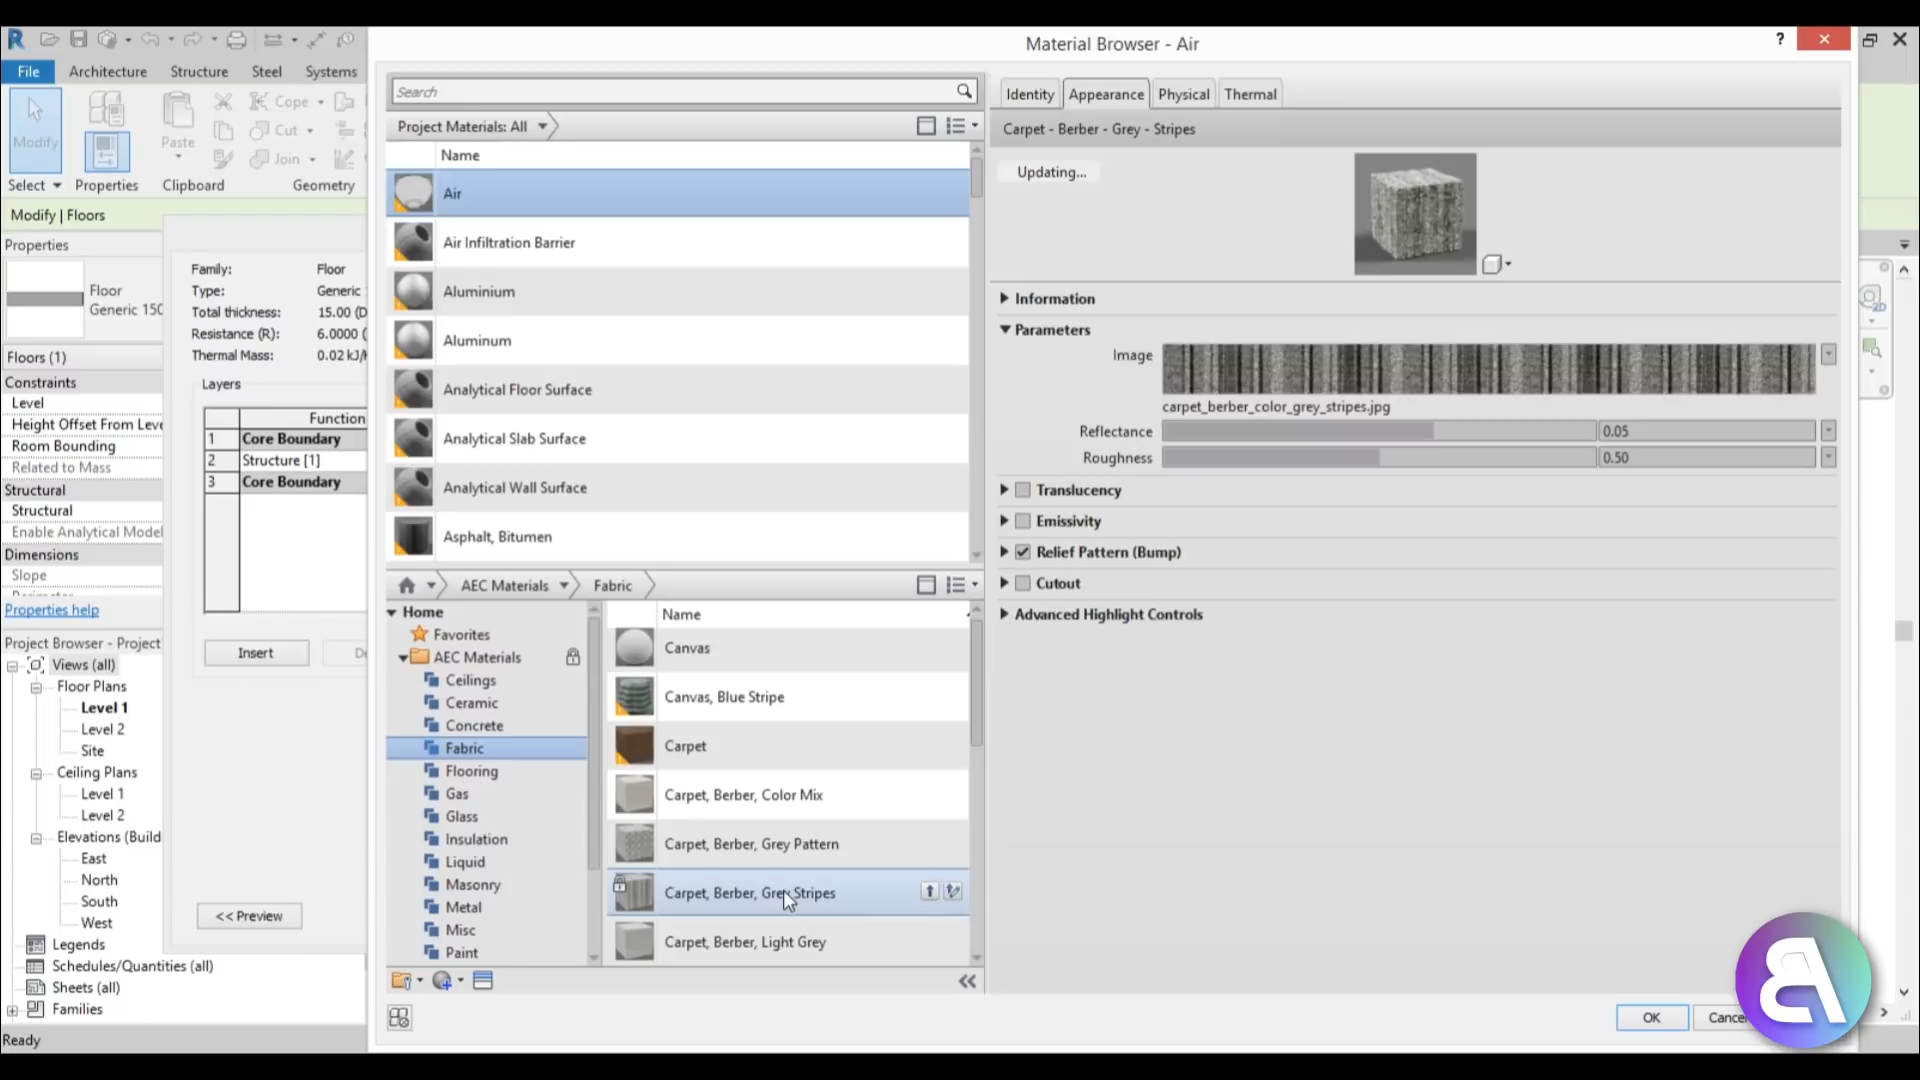 Material Browser - Air
?
File
Architecture
Structure
Steel
Systems
Modify
Paste
Cope
Cut
Join
Select
Properties
Clipboard
Geometry
Modify | Floors
Properties
Floor
Generic 150
Floors (1)
Constraints
Level
Height Offset From Leve
Room Bounding
Related to Mass
Structural
Structural
Enable Analytical Model
Dimensions
Slope
Properties help
Project Browser - Project
Views (all)
Floor Plans
Level 1
Level 2
Site
Ceiling Plans
Level 1
Level 2
Elevations (Build
East
North
South
West
Legends
Schedules/Quantities (all)
Sheets (all)
Families
Ready
Family: Floor
Type: Generic
Total thickness: 15.00 (D
Resistance (R): 6.0000 (
Thermal Mass: 0.02 kJ/
Layers
Function
1 Core Boundary
2 Structure [1]
3 Core Boundary
Insert
De
<< Preview
Search
Project Materials: All
Name
Air
Air Infiltration Barrier
Aluminium
Aluminum
Analytical Floor Surface
Analytical Slab Surface
Analytical Wall Surface
Asphalt, Bitumen
AEC Materials
Fabric
Home
Favorites
AEC Materials
Ceilings
Ceramic
Concrete
Fabric
Flooring
Gas
Glass
Insulation
Liquid
Masonry
Metal
Misc
Paint
Name
Canvas
Canvas, Blue Stripe
Carpet
Carpet, Berber, Color Mix
Carpet, Berber, Grey Pattern
Carpet, Berber, Grey Stripes
Carpet, Berber, Light Grey
Identity
Appearance
Physical
Thermal
Carpet - Berber - Grey - Stripes
Updating...
Information
Parameters
Image
carpet_berber_color_grey_stripes.jpg
Reflectance 0.05
Roughness 0.50
Translucency
Emissivity
Relief Pattern (Bump)
Cutout
Advanced Highlight Controls
OK
Cancel
2D